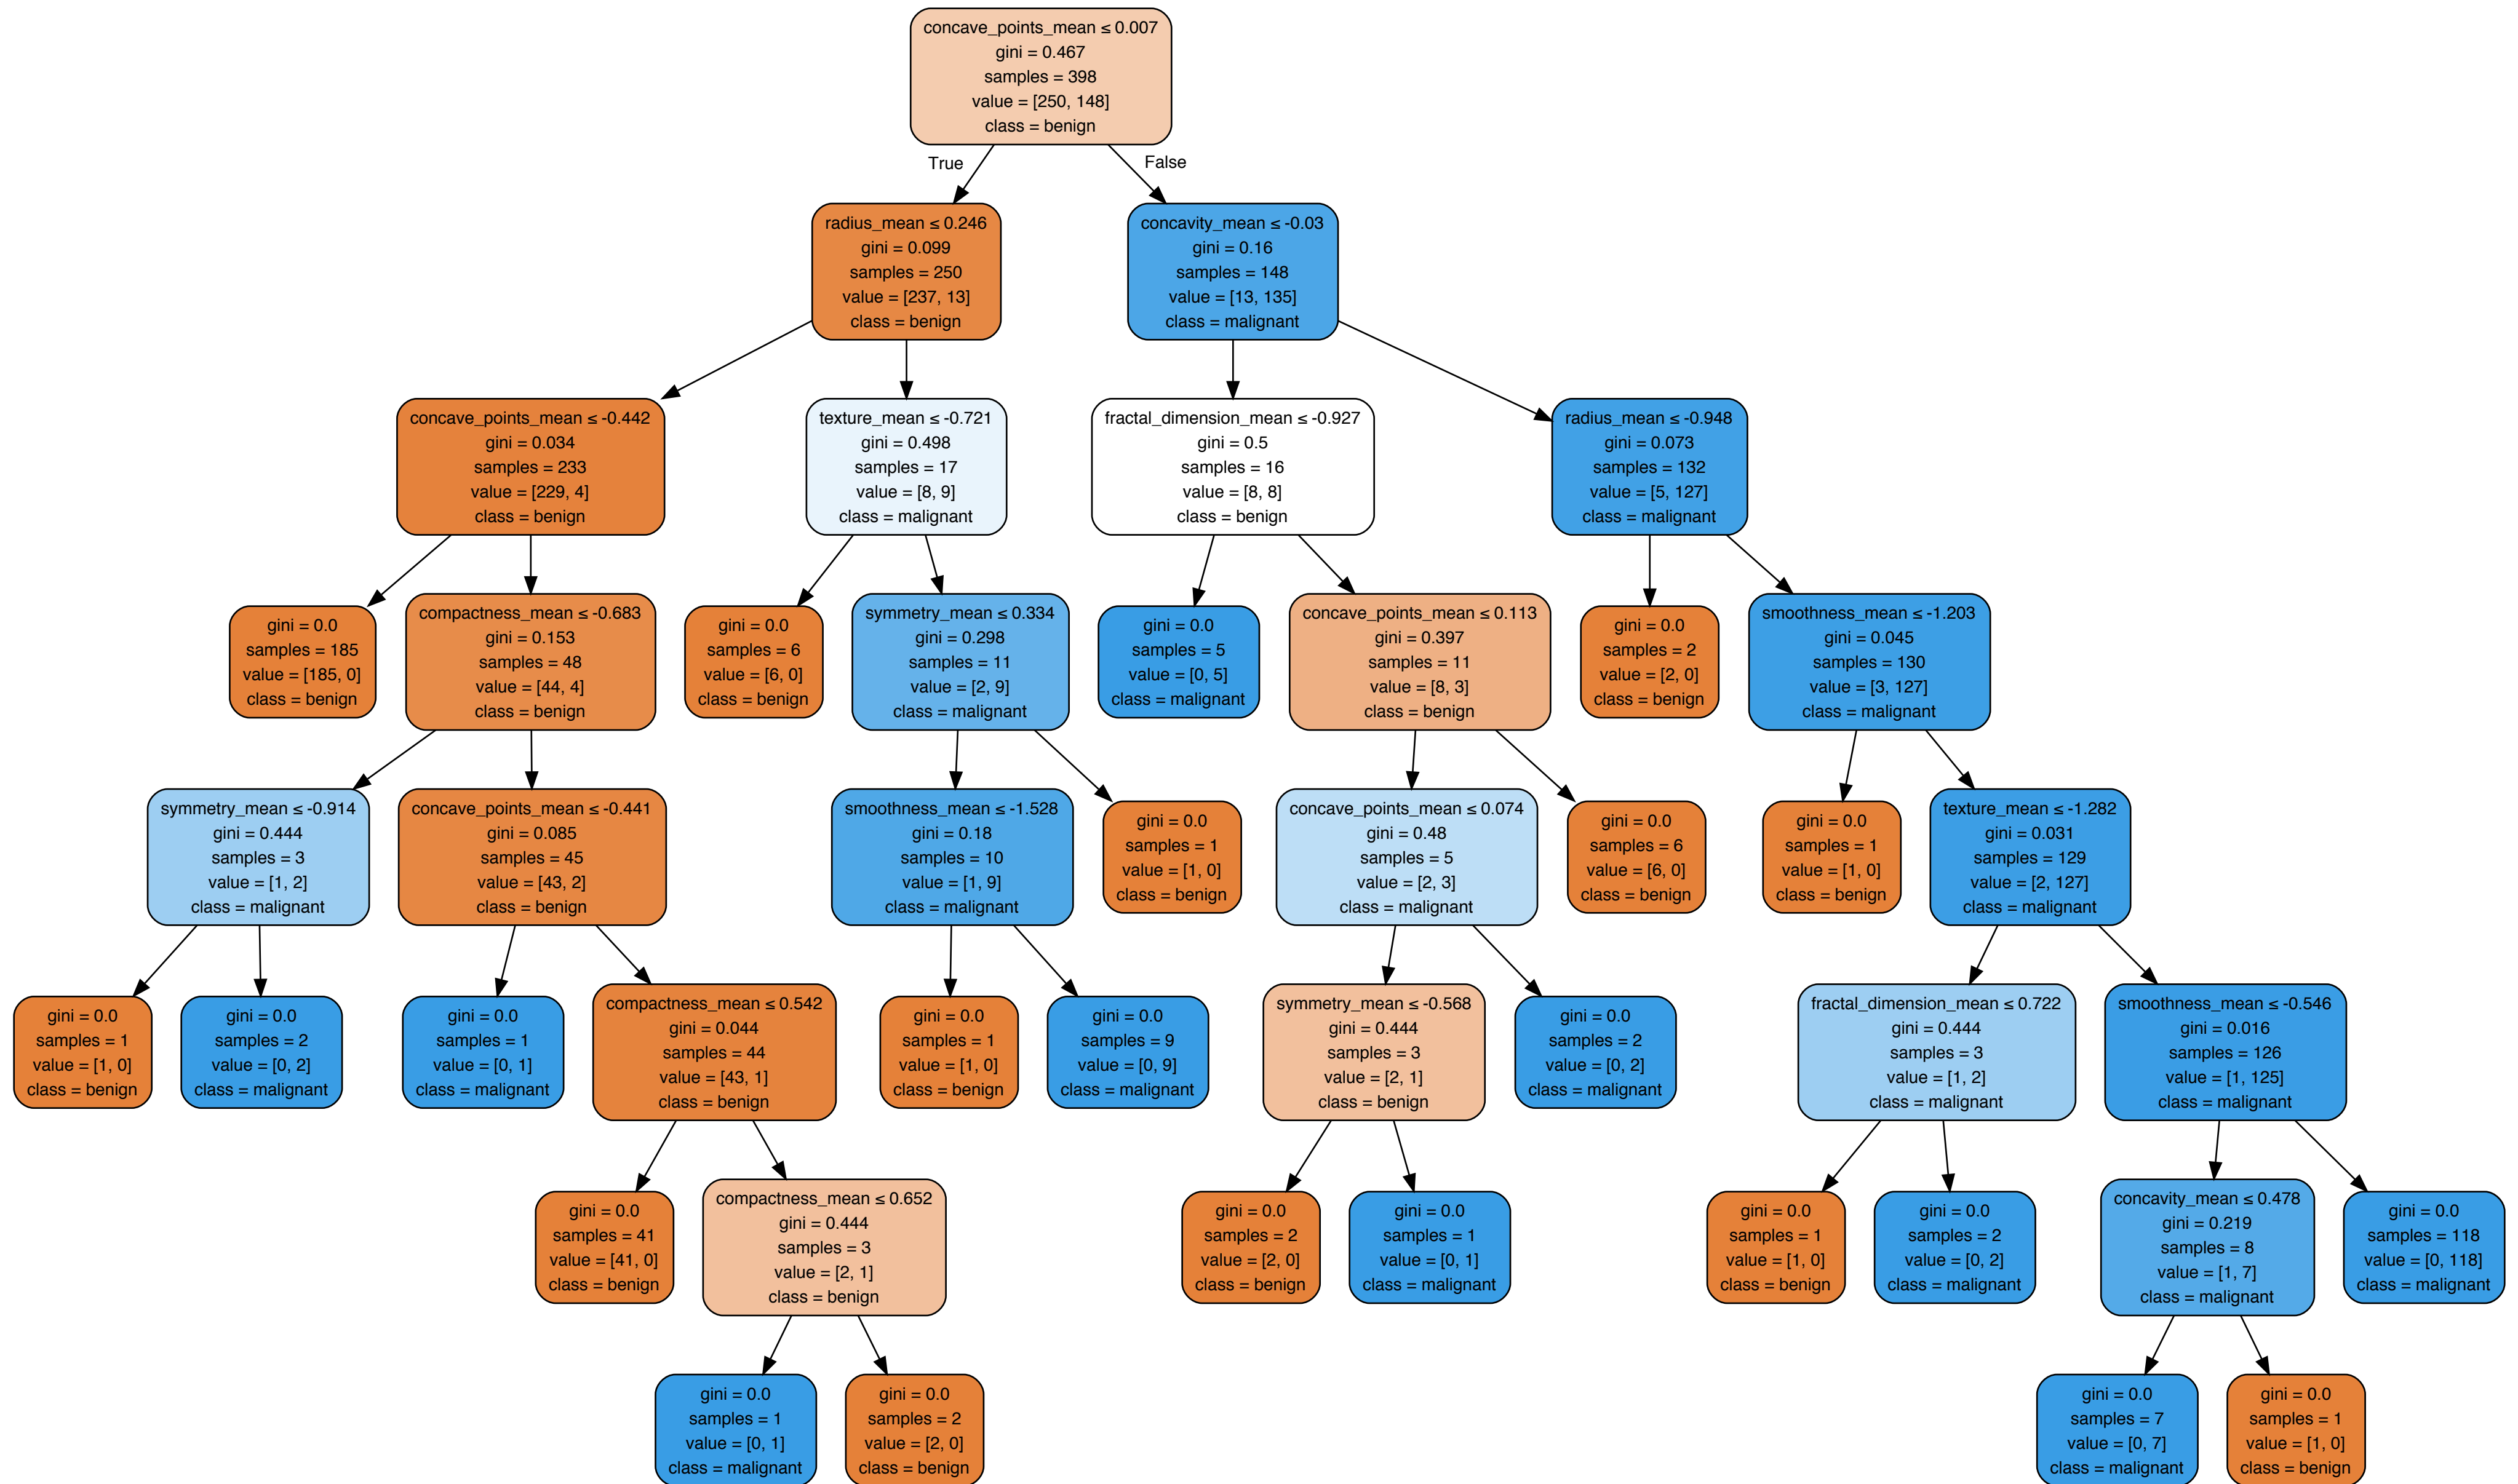 concave_points_mean ≤ 0.007
gini = 0.467
samples = 398
value = [250, 148]
class = benign
True
False
radius_mean ≤ 0.246
gini = 0.099
samples = 250
value = [237, 13]
class = benign
concavity_mean ≤ -0.03
gini = 0.16
samples = 148
value = [13, 135]
class = malignant
concave_points_mean ≤ -0.442
gini = 0.034
samples = 233
value = [229, 4]
class = benign
texture_mean ≤ -0.721
gini = 0.498
samples = 17
value = [8, 9]
class = malignant
fractal_dimension_mean ≤ -0.927
gini = 0.5
samples = 16
value = [8, 8]
class = benign
radius_mean ≤ -0.948
gini = 0.073
samples = 132
value = [5, 127]
class = malignant
gini = 0.0
samples = 185
value = [185, 0]
class = benign
compactness_mean ≤ -0.683
gini = 0.153
samples = 48
value = [44, 4]
class = benign
gini = 0.0
samples = 6
value = [6, 0]
class = benign
symmetry_mean ≤ 0.334
gini = 0.298
samples = 11
value = [2, 9]
class = malignant
gini = 0.0
samples = 5
value = [0, 5]
class = malignant
concave_points_mean ≤ 0.113
gini = 0.397
samples = 11
value = [8, 3]
class = benign
gini = 0.0
samples = 2
value = [2, 0]
class = benign
smoothness_mean ≤ -1.203
gini = 0.045
samples = 130
value = [3, 127]
class = malignant
symmetry_mean ≤ -0.914
gini = 0.444
samples = 3
value = [1, 2]
class = malignant
concave_points_mean ≤ -0.441
gini = 0.085
samples = 45
value = [43, 2]
class = benign
smoothness_mean ≤ -1.528
gini = 0.18
samples = 10
value = [1, 9]
class = malignant
gini = 0.0
samples = 1
value = [1, 0]
class = benign
concave_points_mean ≤ 0.074
gini = 0.48
samples = 5
value = [2, 3]
class = malignant
gini = 0.0
samples = 6
value = [6, 0]
class = benign
gini = 0.0
samples = 1
value = [1, 0]
class = benign
texture_mean ≤ -1.282
gini = 0.031
samples = 129
value = [2, 127]
class = malignant
gini = 0.0
samples = 1
value = [1, 0]
class = benign
gini = 0.0
samples = 2
value = [0, 2]
class = malignant
gini = 0.0
samples = 1
value = [0, 1]
class = malignant
compactness_mean ≤ 0.542
gini = 0.044
samples = 44
value = [43, 1]
class = benign
gini = 0.0
samples = 1
value = [1, 0]
class = benign
gini = 0.0
samples = 9
value = [0, 9]
class = malignant
symmetry_mean ≤ -0.568
gini = 0.444
samples = 3
value = [2, 1]
class = benign
gini = 0.0
samples = 2
value = [0, 2]
class = malignant
fractal_dimension_mean ≤ 0.722
gini = 0.444
samples = 3
value = [1, 2]
class = malignant
smoothness_mean ≤ -0.546
gini = 0.016
samples = 126
value = [1, 125]
class = malignant
gini = 0.0
samples = 41
value = [41, 0]
class = benign
compactness_mean ≤ 0.652
gini = 0.444
samples = 3
value = [2, 1]
class = benign
gini = 0.0
samples = 2
value = [2, 0]
class = benign
gini = 0.0
samples = 1
value = [0, 1]
class = malignant
gini = 0.0
samples = 1
value = [1, 0]
class = benign
gini = 0.0
samples = 2
value = [0, 2]
class = malignant
concavity_mean ≤ 0.478
gini = 0.219
samples = 8
value = [1, 7]
class = malignant
gini = 0.0
samples = 118
value = [0, 118]
class = malignant
gini = 0.0
samples = 1
value = [0, 1]
class = malignant
gini = 0.0
samples = 2
value = [2, 0]
class = benign
gini = 0.0
samples = 7
value = [0, 7]
class = malignant
gini = 0.0
samples = 1
value = [1, 0]
class = benign